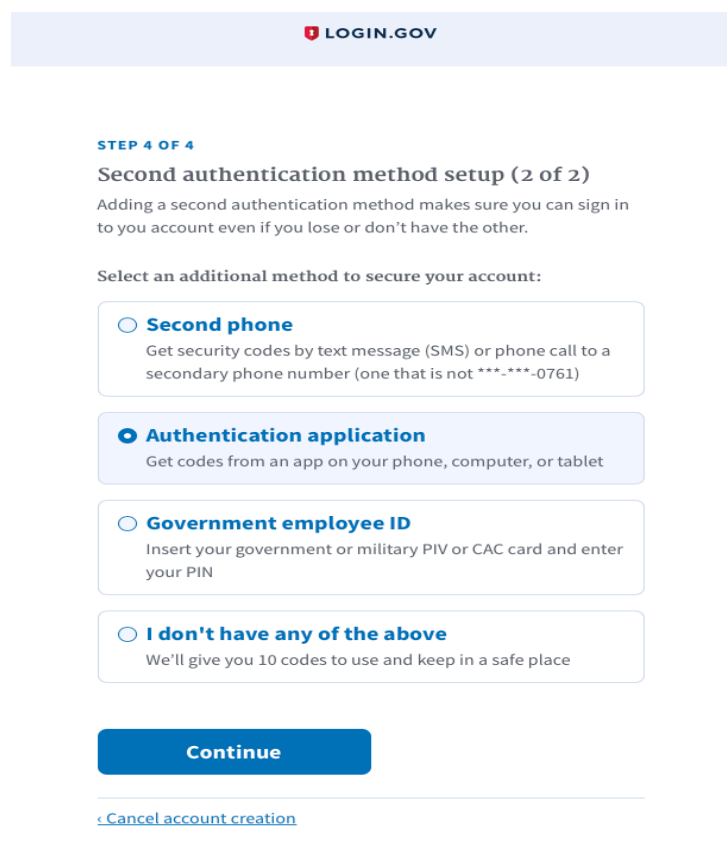 LOGIN.GOV
STEP 4 OF 4
Second authentication method setup (2 of 2)
Adding a second authentication method makes sure you can sign in
to you account even if you lose or don’t have the other.
Select an additional method to secure your account:
Second phone
Get security codes by text message (SMS) or phone call to a
secondary phone number (one that is not ***-***-0761)
Authentication application
Get codes from an app on your phone, computer, or tablet
Government employee ID
Insert your government or military PIV or CAC card and enter
your PIN
I don't have any of the above
We’ll give you 10 codes to use and keep in a safe place
Continue
‹ Cancel account creation